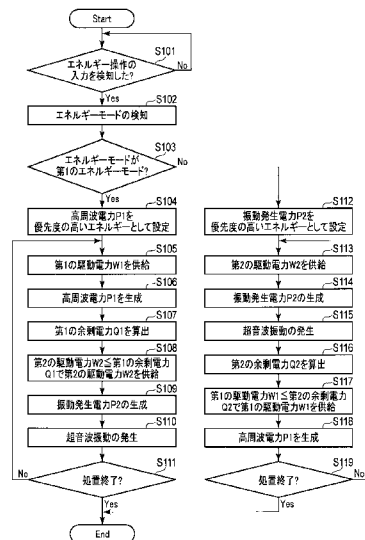 Start
S101
エネルギー操作の
入力を検知した?
No
Yes
S102
エネルギーモードの検知
S103
エネルギーモードが
第1のエネルギーモード?
No
Yes
S104
高周波電力P1を
優先度の高いエネルギーとして設定
S105
第1の駆動電力W1を供給
S106
高周波電力P1を生成
S107
第1の余剰電力Q1を算出
S108
第2の駆動電力W2≦第1の余剰電力
Q1で第2の駆動電力W2を供給
S109
振動発生電力P2の生成
S110
超音波振動の発生
S111
No
処置終了?
Yes
End
S112
振動発生電力P2を
優先度の高いエネルギーとして設定
S113
第2の駆動電力W2を供給
S114
振動発生電力P2の生成
S115
超音波振動の発生
S116
第2の余剰電力Q2を算出
S117
第1の駆動電力W1≦第2の余剰電力
Q2で第1の駆動電力W1を供給
S118
高周波電力P1を生成
S119
処置終了?
No
Yes